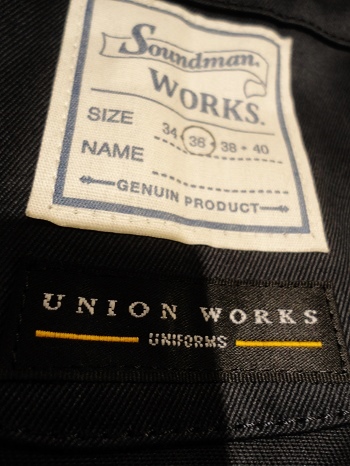 Soundman.
WORKS.
SIZE 34 • 36 • 38 • 40
NAME
GENUIN PRODUCT
UNION WORKS
UNIFORMS